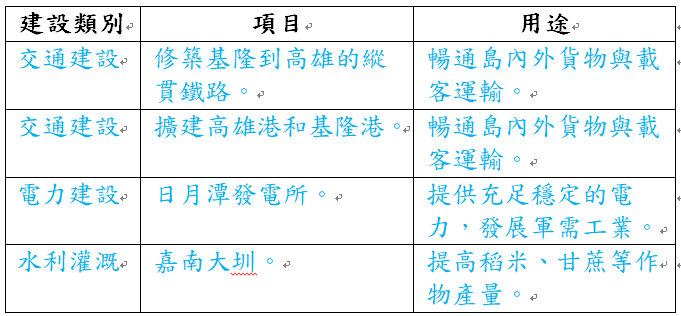 建設類別 項目 用途
交通建設 修築基隆到高雄的縱 暢通島內外貨物與載
貫鐵路。 客運輸。
交通建設 擴建高雄港和基隆港。 暢通島內外貨物與載
客運輸。
電力建設 日月潭發電所。 提供充足穩定的電
力，發展軍需工業。
水利灌溉 嘉南大圳。 提高稻米、甘蔗等作
物產量。